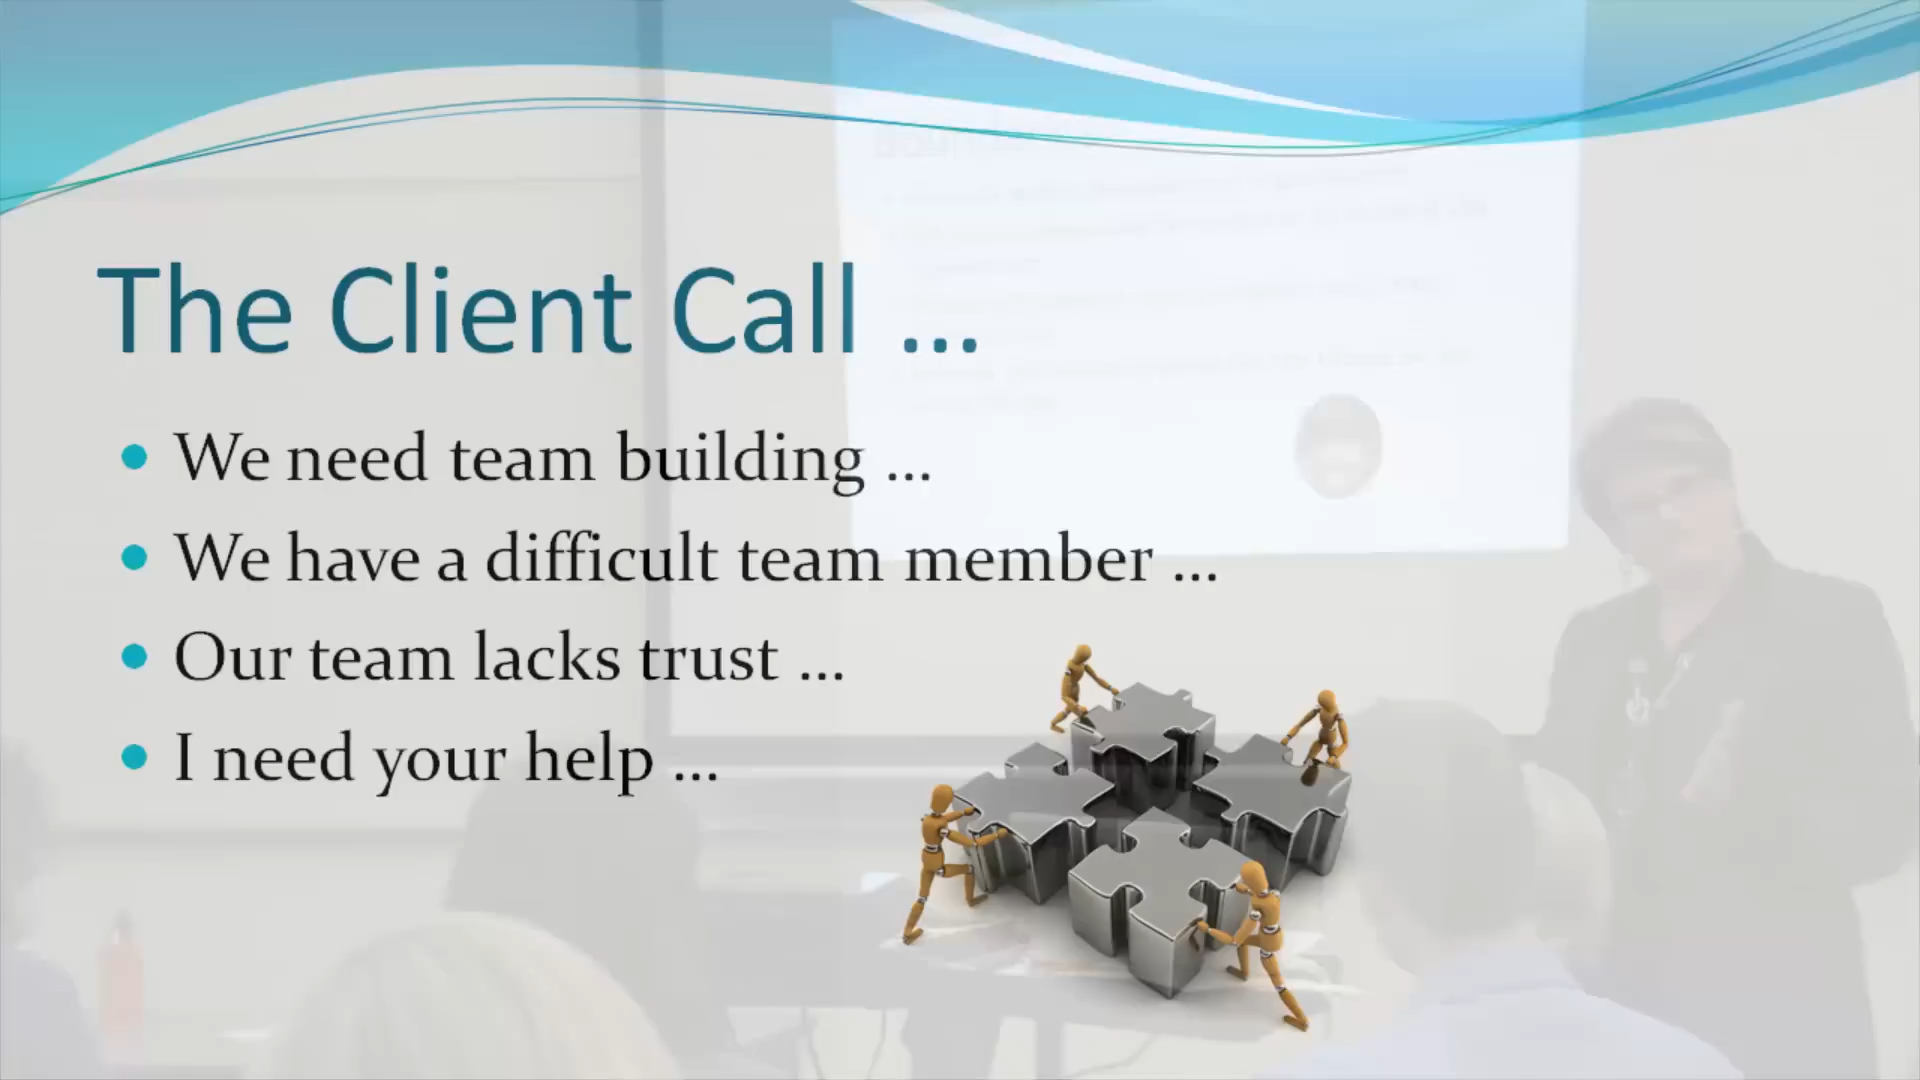 The Client Call ...
We need team building ...
We have a difficult team member ...
Our team lacks trust ...
I need your help ...